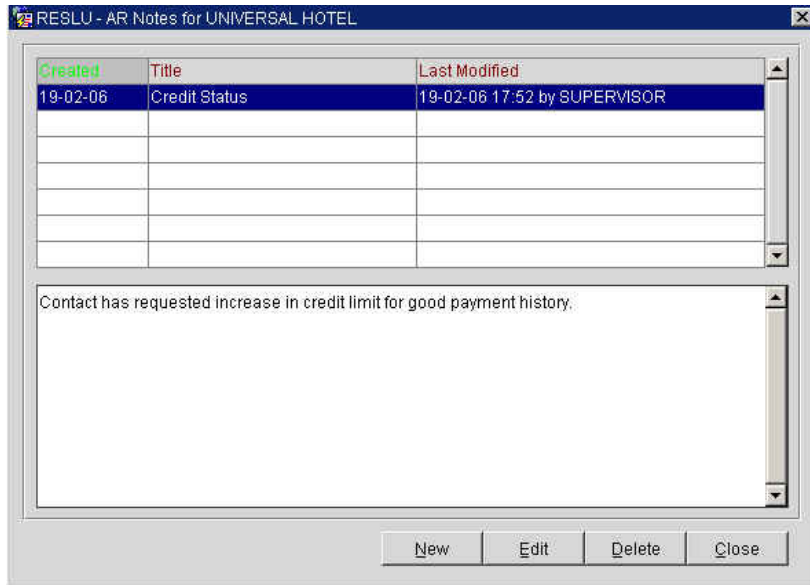 RESLU - AR Notes for UNIVERSAL HOTEL
Created Title Last Modified
19-02-06 Credit Status 19-02-06 17:52 by SUPERVISOR
Contact has requested increase in credit limit for good payment history.
New Edit Delete Close